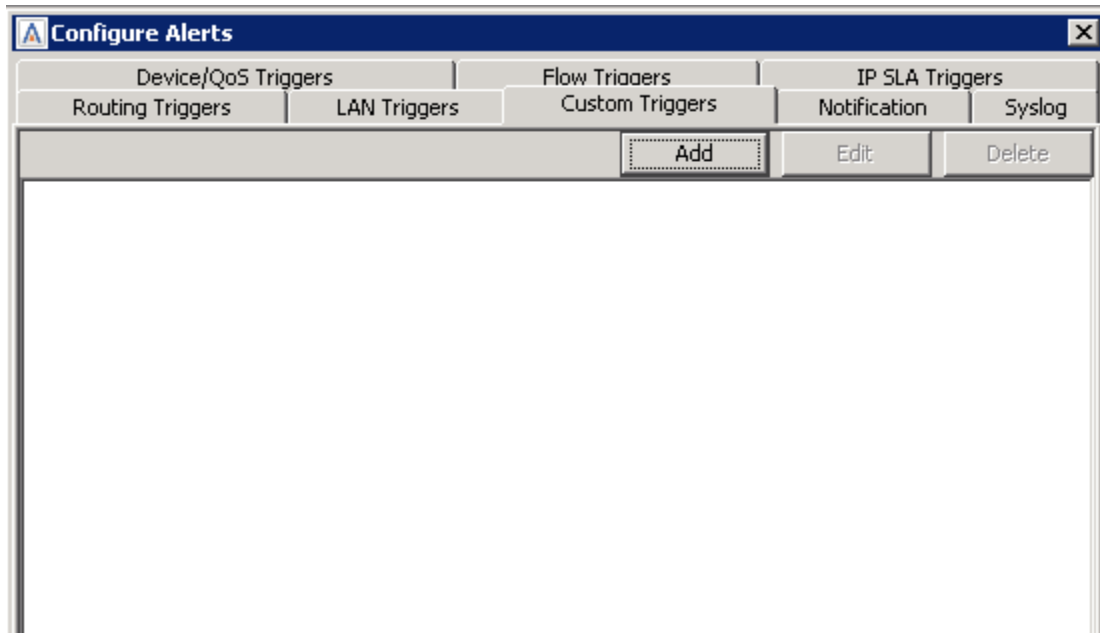 Configure Alerts
Device/QoS Triggers Flow Triggers IP SLA Triggers
Routing Triggers LAN Triggers Custom Triggers Notification Syslog
Add Edit Delete